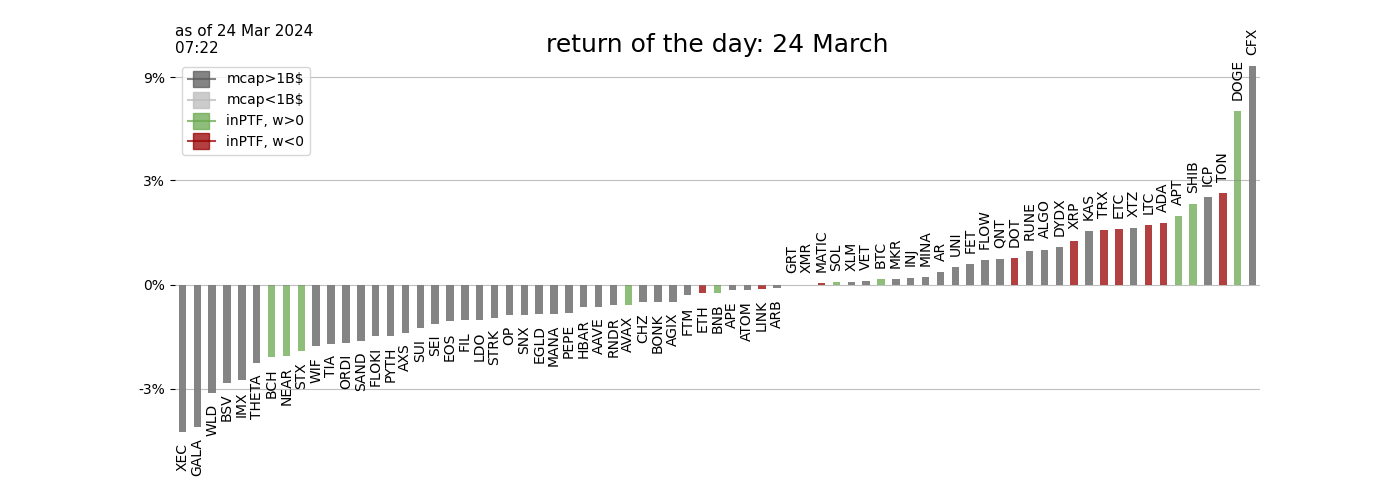 as of 24 Mar 2024
07:22
return of the day: 24 March
mcap>1B$
mcap<1B$
inPTF, w>0
inPTF, w<0
9%
3%
0%
-3%
XEC
GALA
WLD
BSV
IMX
THETA
BCH
NEAR
STX
WIF
TIA
ORDI
SAND
FLOKI
PYTH
AXS
SUI
SEI
EOS
FIL
LDO
STRK
OP
SNX
EGLD
MANA
PEPE
HBAR
AAVE
RNDR
AVAX
CHZ
BONK
AGIX
FTM
ETH
BNB
APE
ATOM
LINK
ARB
GRT
XMR
MATIC
SOL
XLM
VET
BTC
MKR
INJ
MINA
AR
UNI
FET
FLOW
QNT
DOT
RUNE
ALGO
DYDX
XRP
KAS
TRX
ETC
XTZ
LTC
ADA
APT
SHIB
ICP
TON
DOGE
CFX